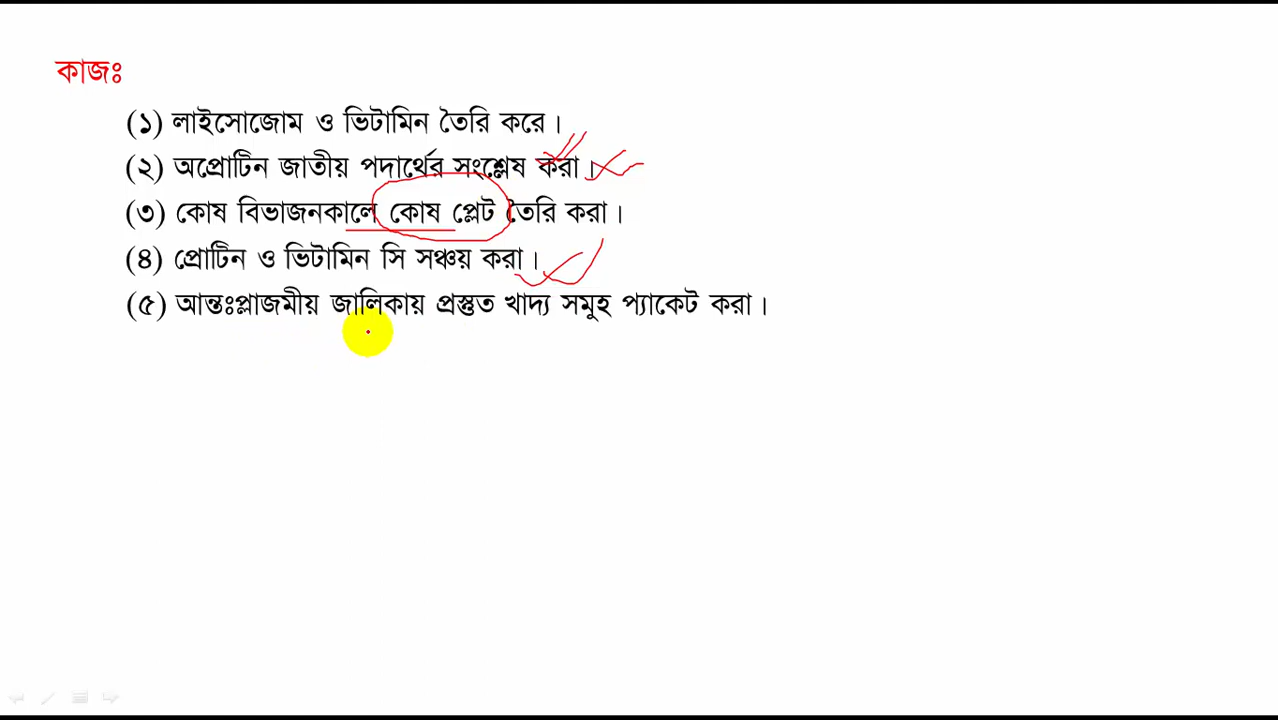 কাজঃ
(১) লাইসোজোম ও ভিটামিন তৈরি করে।
(২) অপ্রোটিন জাতীয় পদার্থের সংশ্লেষ করা।
(৩) কোষ বিভাজনকালে কোষ প্লেট তৈরি করা।
(৪) প্রোটিন ও ভিটামিন সি সঞ্চয় করা।
(৫) আন্তঃপ্লাজমীয় জালিকায় প্রস্তুত খাদ্য সমুহ প্যাকেট করা।